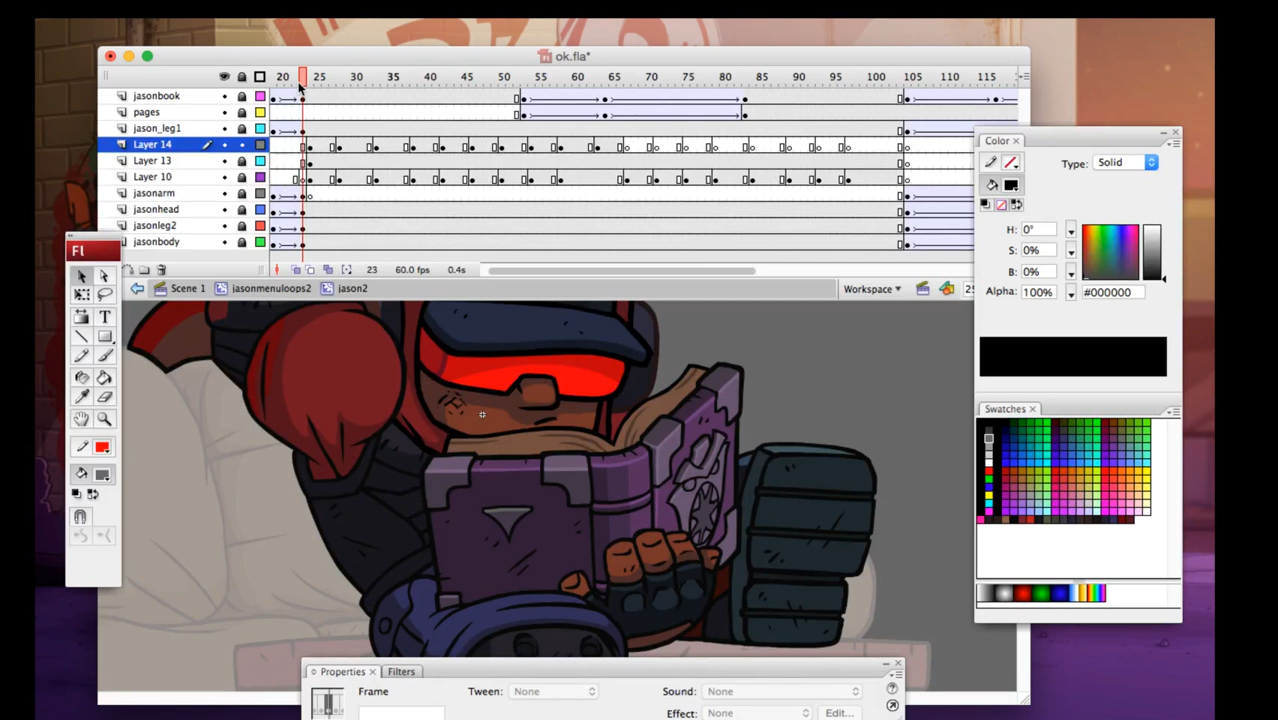 ok.fla*
20 25 30 35 40 45 50 55 60 65 70 75 80 85 90 95 100 105 110 115
jasonbook
pages
jason_leg1
Layer 14
Layer 13
Layer 10
jasonarm
jasonhead
jasonleg2
jasonbody
23 60.0 fps 0.4s
Scene 1 jasonmenuloops2 jason2 Workspace
Fl
T
Color
Type: Solid
H: 0°
S: 0%
B: 0%
Alpha: 100% #000000
Swatches
Properties Filters
Frame Tween: None Sound: None
Effect: None Edit...